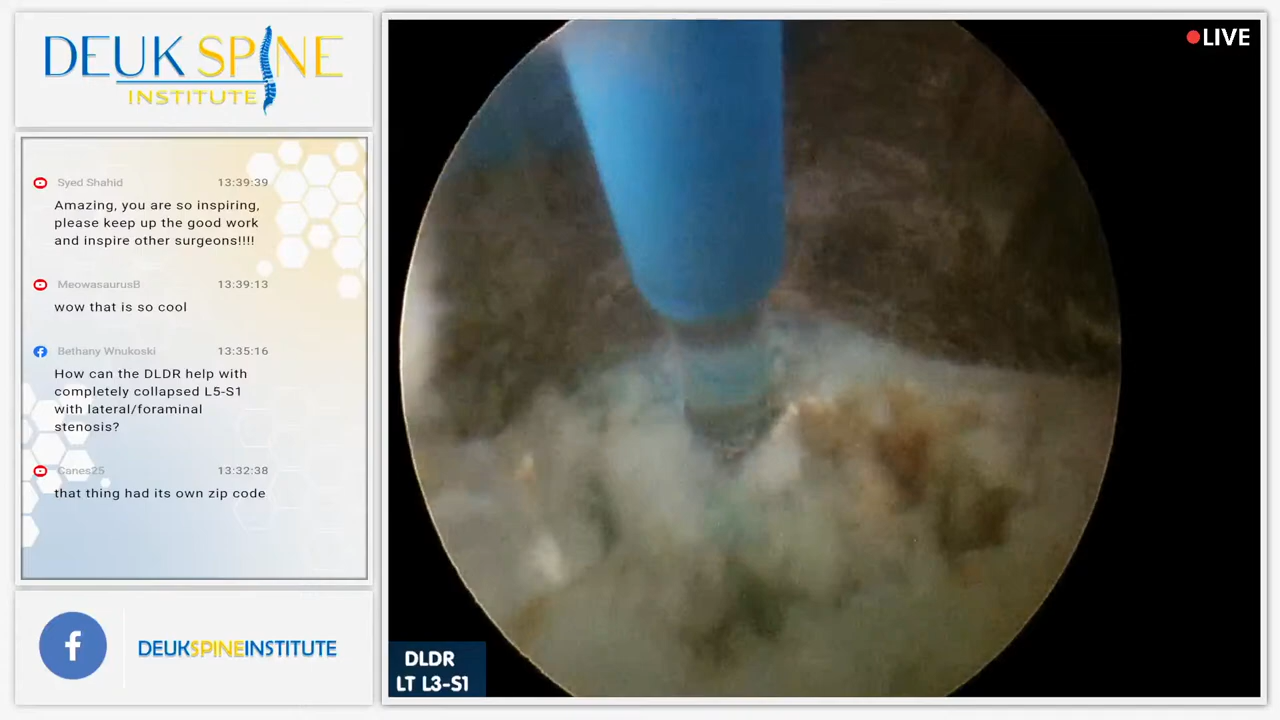 DEUK SPINE
INSTITUTE
Syed Shahid 13:39:39
Amazing, you are so inspiring,
please keep up the good work
and inspire other surgeons!!!!
MeowasaurusB 13:39:13
wow that is so cool
Bethany Wnukoski 13:35:16
How can the DLDR help with
completely collapsed L5-S1
with lateral/foraminal
stenosis?
Canes25 13:32:38
that thing had its own zip code
f DEUKSPINEINSTITUTE
LIVE
DLDR
LT L3-S1